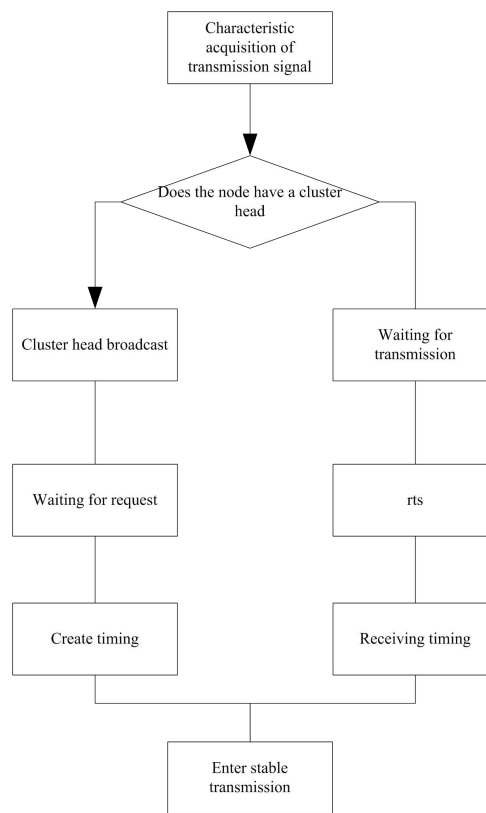 Characteristic
acquisition of
transmission signal
Does the node have a cluster
head
Cluster head broadcast
Waiting for
transmission
Waiting for request
rts
Create timing
Receiving timing
Enter stable
transmission